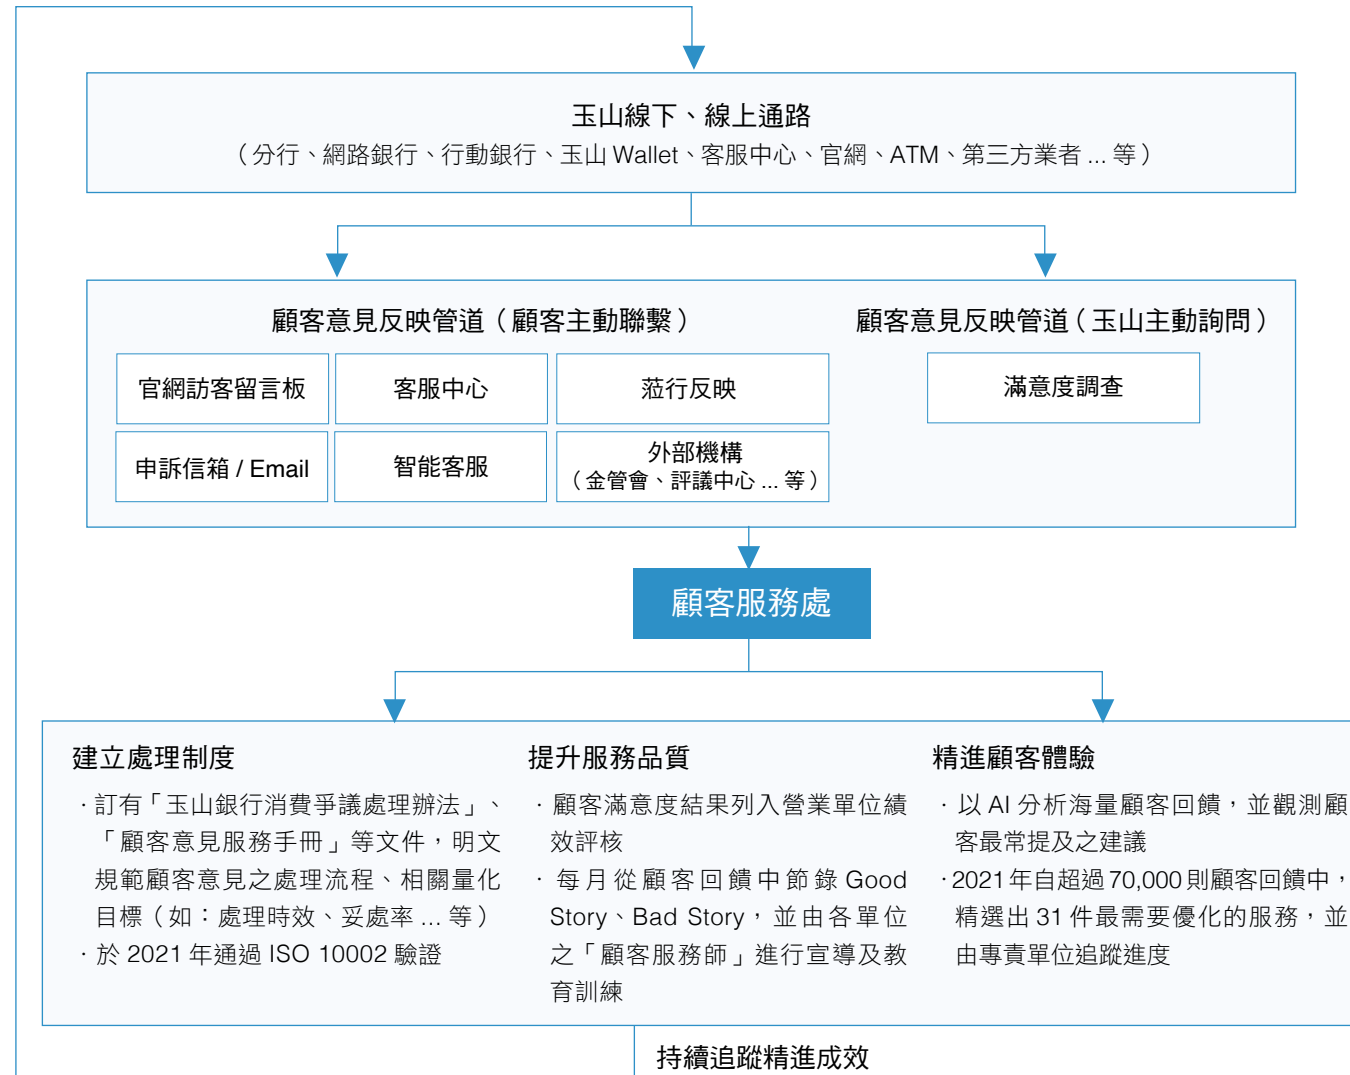 玉山線下、線上通路
（分行、網路銀行、行動銀行、玉山 Wallet、客服中心、官網、ATM、第三方業者 ... 等）
顧客意見反映管道（顧客主動聯繫）
官網訪客留言板
客服中心
蒞行反映
申訴信箱 / Email
智能客服
外部機構
（金管會、評議中心 ... 等）
顧客意見反映管道（玉山主動詢問）
滿意度調查
顧客服務處
建立處理制度
· 訂有「玉山銀行消費爭議處理辦法」、
「顧客意見服務手冊」等文件，明文
規範顧客意見之處理流程、相關量化
目標（如：處理時效、妥處率 ... 等）
· 於 2021 年通過 ISO 10002 驗證
提升服務品質
· 顧客滿意度結果列入營業單位績
效評核
· 每月從顧客回饋中節錄 Good
Story、Bad Story，並由各單位
之「顧客服務師」進行宣導及教
育訓練
精進顧客體驗
· 以 AI 分析海量顧客回饋，並觀測顧
客最常提及之建議
· 2021 年自超過 70,000 則顧客回饋中，
精選出 31 件最需要優化的服務，並
由專責單位追蹤進度
持續追蹤精進成效